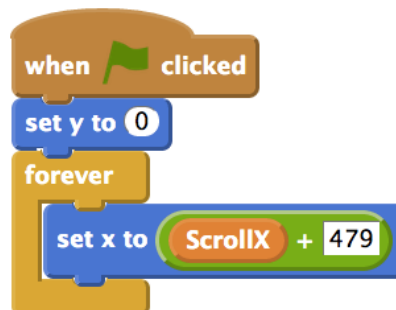 when clicked
set y to 0
forever
set x to ScrollX + 479